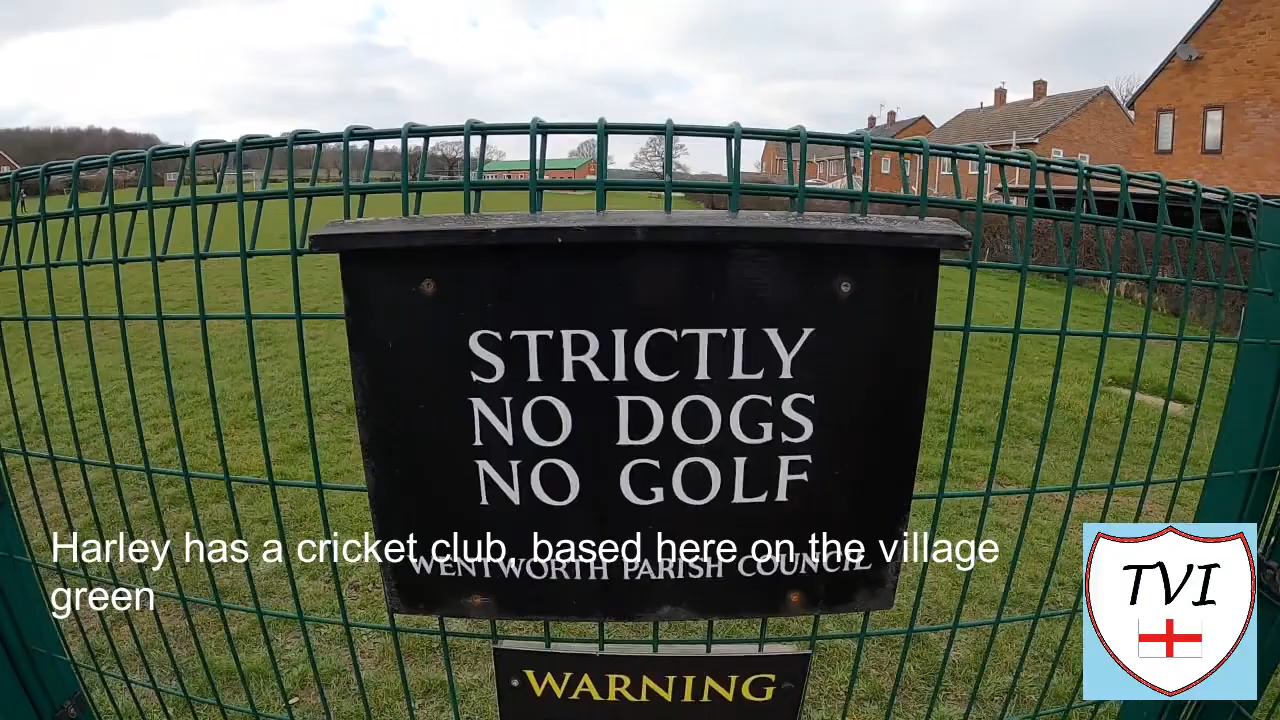 STRICTLY
NO DOGS
NO GOLF
WENTWORTH PARISH COUNCIL
Harley has a cricket club, based here on the village
green
WARNING
TVI